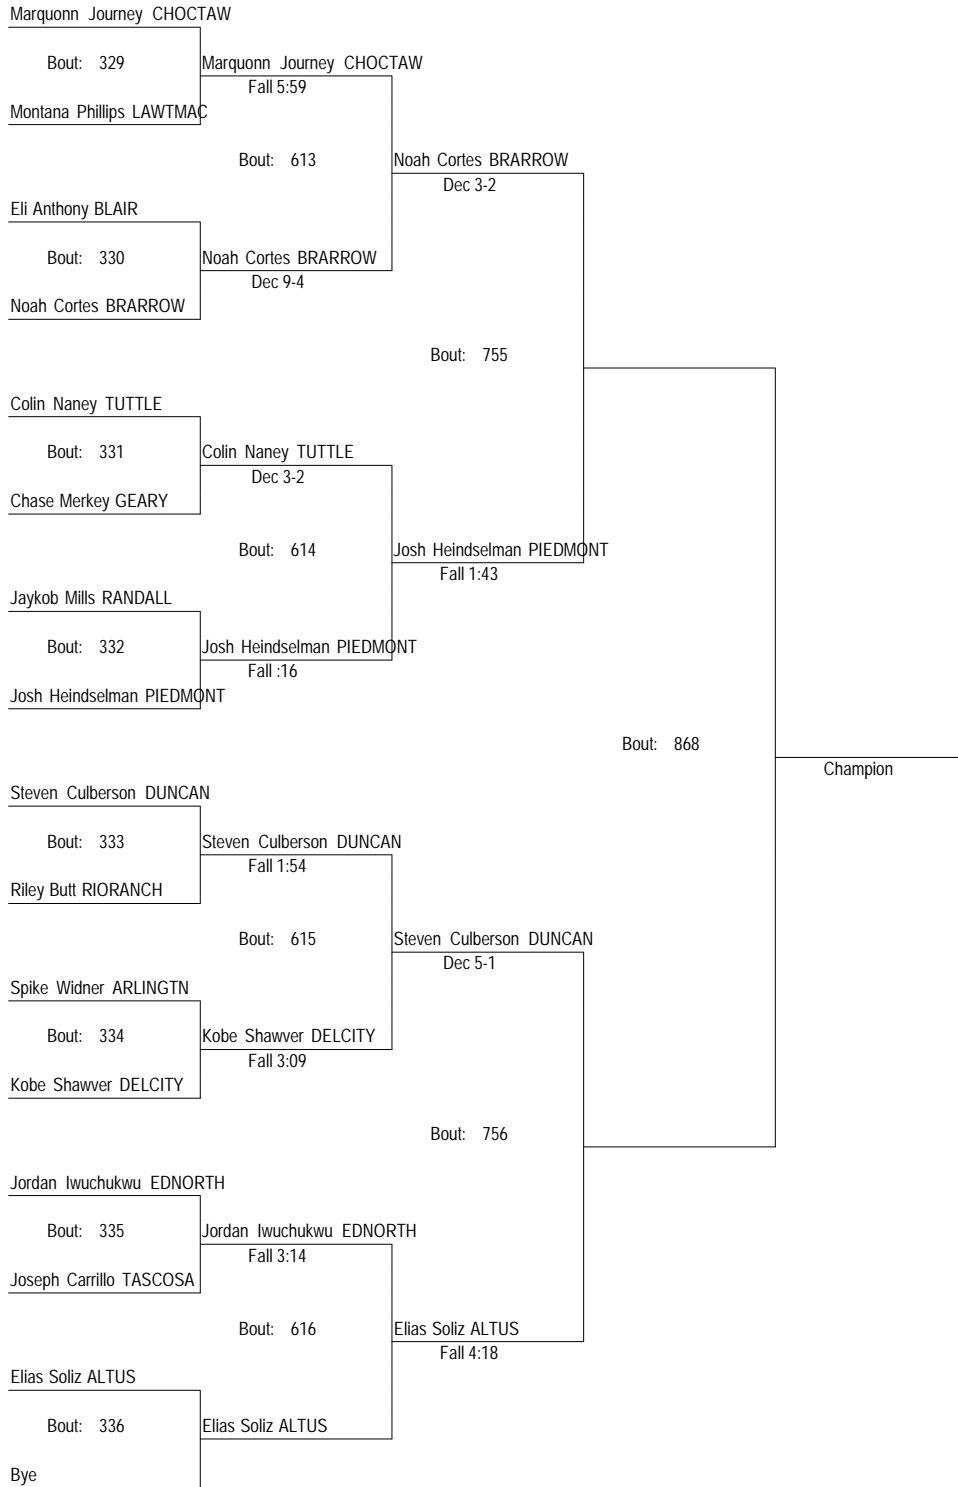 Marquonn Journey CHOCTAW
Bout: 329
Marquonn Journey CHOCTAW
Fall 5:59
Montana Phillips LAWTMAC
Bout: 613
Noah Cortes BRARROW
Dec 3-2
Eli Anthony BLAIR
Bout: 330
Noah Cortes BRARROW
Dec 9-4
Noah Cortes BRARROW
Bout: 755
Colin Naney TUTTLE
Bout: 331
Colin Naney TUTTLE
Dec 3-2
Chase Merkey GEARY
Bout: 614
Josh Heindselman PIEDMONT
Fall 1:43
Jaykob Mills RANDALL
Bout: 332
Josh Heindselman PIEDMONT
Fall :16
Josh Heindselman PIEDMONT
Bout: 868
Champion
Steven Culberson DUNCAN
Bout: 333
Steven Culberson DUNCAN
Fall 1:54
Riley Butt RIORANCH
Bout: 615
Steven Culberson DUNCAN
Dec 5-1
Spike Widner ARLINGTN
Bout: 334
Kobe Shawver DELCITY
Fall 3:09
Kobe Shawver DELCITY
Bout: 756
Jordan Iwuchukwu EDNORTH
Bout: 335
Jordan Iwuchukwu EDNORTH
Fall 3:14
Joseph Carrillo TASCOSA
Bout: 616
Elias Soliz ALTUS
Fall 4:18
Elias Soliz ALTUS
Bout: 336
Elias Soliz ALTUS
Bye